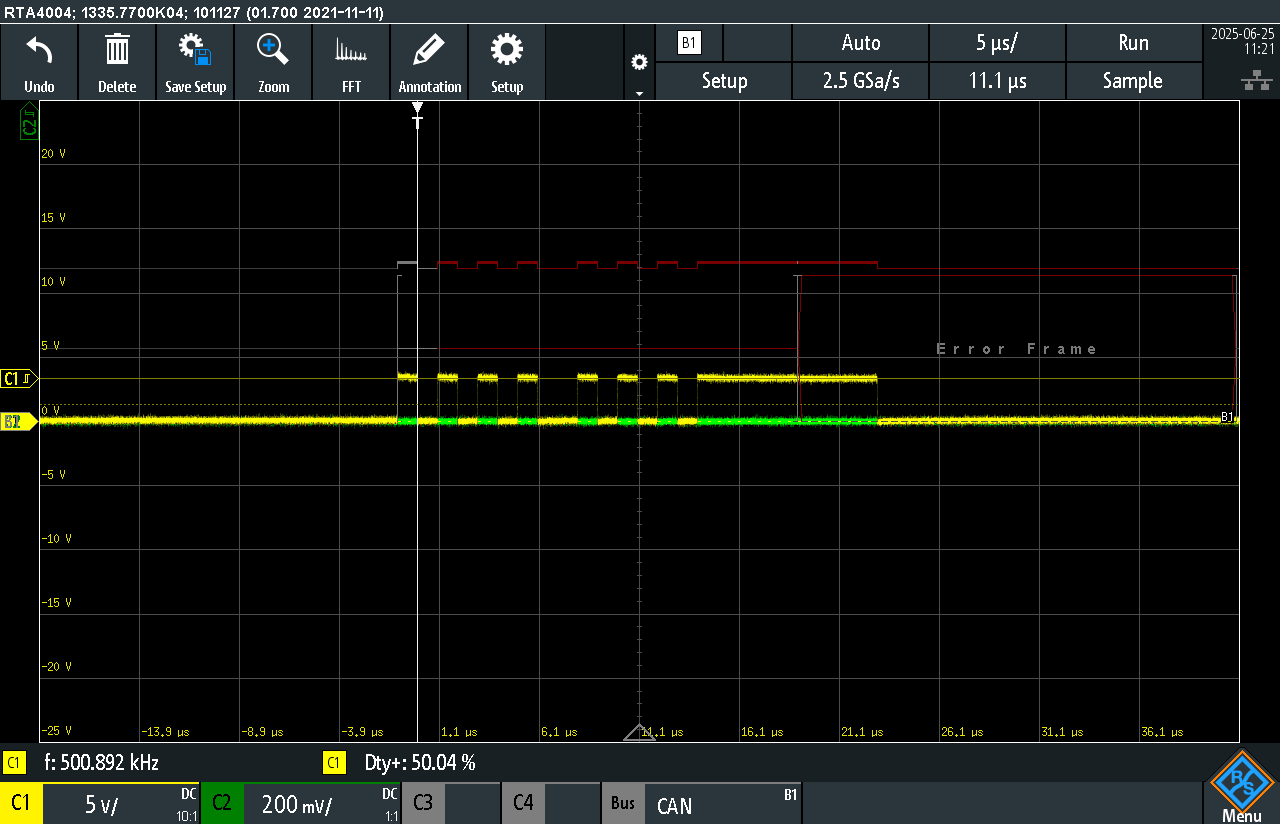 RTA4004; 1335.7700K04; 101127 (01.700 2021-11-11)
Undo
Delete
Save Setup
Zoom
FFT
Annotation
Setup
B1
Auto
5 µs/
Run
Setup
2.5 GSa/s
11.1 µs
Sample
2025-06-25
11:21
C2
T
20 V
15 V
10 V
5 V
Error Frame
C1
0 V
B1
-5 V
-10 V
-15 V
-20 V
-25 V
-13.9 µs
-8.9 µs
-3.9 µs
1.1 µs
6.1 µs
11.1 µs
16.1 µs
21.1 µs
26.1 µs
31.1 µs
36.1 µs
C1
f: 500.892 kHz
C1
Dty+: 50.04 %
C1
5 V/
DC
10:1
C2
200 mV/
DC
1:1
C3
C4
Bus
CAN
B1
R&S
Menu